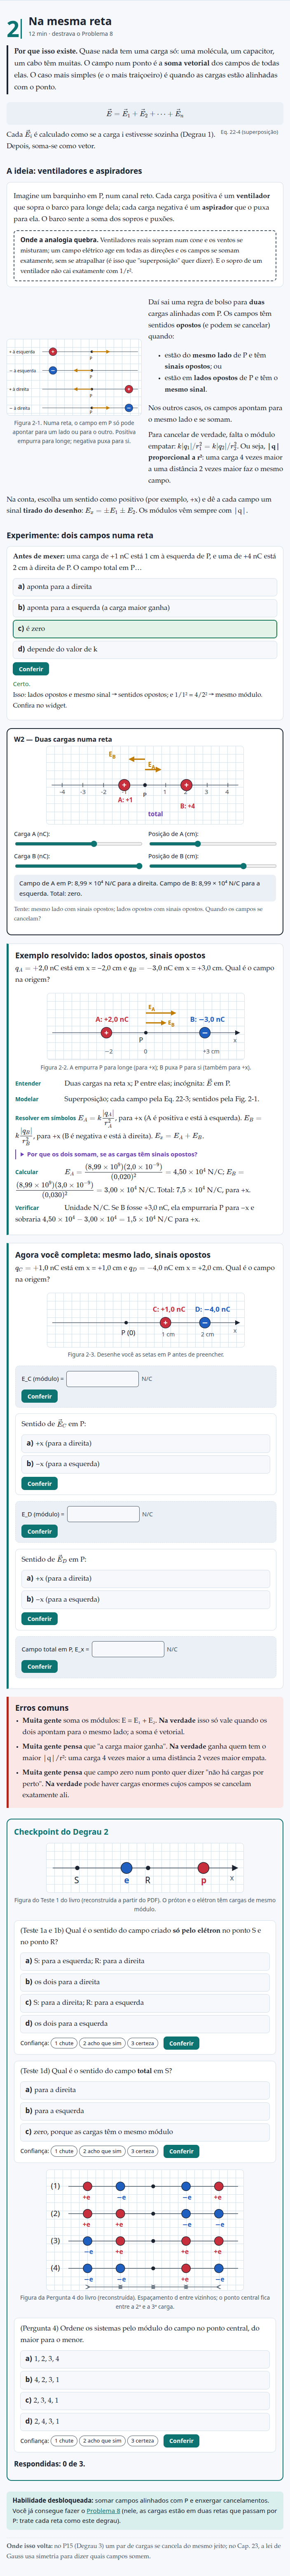 2 Na mesma reta
12 min · destrava o Problema 8
Por que isso existe. Quase nada tem uma carga só: uma molécula, um capacitor,
um cabo têm muitas. O campo num ponto é a soma vetorial dos campos de todas
elas. O caso mais simples (e o mais traiçoeiro) é quando as cargas estão alinhadas
com o ponto.
E⃗ = E⃗₁ + E⃗₂ + ··· + E⃗ₙ
Cada E⃗ᵢ é calculado como se a carga i estivesse sozinha (Degrau 1). Eq. 22-4 (superposição)
Depois, soma-se como vetor.
A ideia: ventiladores e aspiradores
Imagine um barquinho em P, num canal reto. Cada carga positiva é um ventilador
que sopra o barco para longe dela; cada carga negativa é um aspirador que o puxa
para ela. O barco sente a soma dos sopros e puxões.
Onde a analogia quebra. Ventiladores reais sopram num cone e os ventos se
misturam; um campo elétrico age em todas as direções e os campos se somam
exatamente, sem se atrapalhar (é isso que "superposição" quer dizer). E o sopro de um
ventilador não cai exatamente com 1/r².
+ à esquerda
P
− à esquerda
P
+ à direita
P
− à direita
P
Figura 2-1. Numa reta, o campo em P só pode
apontar para um lado ou para o outro. Positiva
empurra para longe; negativa puxa para si.
Daí sai uma regra de bolso para duas
cargas alinhadas com P. Os campos têm
sentidos opostos (e podem se cancelar)
quando:
• estão do mesmo lado de P e têm
sinais opostos; ou
• estão em lados opostos de P e têm o
mesmo sinal.
Nos outros casos, os campos apontam para
o mesmo lado e se somam.
Para cancelar de verdade, falta o módulo
empatar: k|q₁|/r₁² = k|q₂|/r₂². Ou seja, |q|
proporcional a r²: uma carga 4 vezes maior
a uma distância 2 vezes maior faz o mesmo
campo.
Na conta, escolha um sentido como positivo (por exemplo, +x) e dê a cada campo um
sinal tirado do desenho: Eₓ = ±E₁ ± E₂. Os módulos vêm sempre com |q|.
Experimente: dois campos numa reta
Antes de mexer: uma carga de +1 nC está 1 cm à esquerda de P, e uma de +4 nC está
2 cm à direita de P. O campo total em P…
a) aponta para a direita
b) aponta para a esquerda (a carga maior ganha)
c) é zero
d) depende do valor de k
Conferir
Certo.
Isso: lados opostos e mesmo sinal → sentidos opostos; e 1/1² = 4/2² → mesmo módulo.
Confira no widget.
W2 — Duas cargas numa reta
E_B
E_A
-4 -3 -2 1 2 3 4
A: +1
P
B: +4
total
Carga A (nC): Posição de A (cm):
Carga B (nC): Posição de B (cm):
Campo de A em P: 8,99 × 10⁴ N/C para a direita. Campo de B: 8,99 × 10⁴ N/C para a
esquerda. Total: zero.
Tente: mesmo lado com sinais opostos; lados opostos com sinais opostos. Quando os campos se
cancelam?
Exemplo resolvido: lados opostos, sinais opostos
q_A = +2,0 nC está em x = −2,0 cm e q_B = −3,0 nC em x = +3,0 cm. Qual é o campo
na origem?
E_A
A: +2,0 nC
E_B
B: −3,0 nC
P
x
−2
0
+3 cm
Figura 2-2. A empurra P para longe (para +x); B puxa P para si (também para +x).
Entender Duas cargas na reta x; P entre elas; incógnita: E⃗ em P.
Modelar Superposição; cada campo pela Eq. 22-3; sentidos pela Fig. 2-1.
Resolver em símbolos E_A = k|q_A|/r_A², para +x (A é positiva e está à esquerda). E_B =
k|q_B|/r_B², para +x (B é negativa e está à direita). Eₓ = E_A + E_B.
▸ Por que os dois somam, se as cargas têm sinais opostos?
Calcular E_A = (8,99 × 10⁹)(2,0 × 10⁻⁹)/(0,020)² = 4,50 × 10⁴ N/C; E_B =
(8,99 × 10⁹)(3,0 × 10⁻⁹)/(0,030)² = 3,00 × 10⁴ N/C. Total: 7,5 × 10⁴ N/C, para +x.
Verificar Unidade N/C. Se B fosse +3,0 nC, ela empurraria P para −x e
sobraria 4,50 × 10⁴ − 3,00 × 10⁴ = 1,5 × 10⁴ N/C para +x.
Agora você completa: mesmo lado, sinais opostos
q_C = +1,0 nC está em x = +1,0 cm e q_D = −4,0 nC em x = +2,0 cm. Qual é o campo
na origem?
C: +1,0 nC D: −4,0 nC
P (0)
1 cm
2 cm
x
Figura 2-3. Desenhe você as setas em P antes de preencher.
E_C (módulo) = N/C
Conferir
Sentido de E⃗_C em P:
a) +x (para a direita)
b) −x (para a esquerda)
Conferir
E_D (módulo) = N/C
Conferir
Sentido de E⃗_D em P:
a) +x (para a direita)
b) −x (para a esquerda)
Conferir
Campo total em P, E_x = N/C
Conferir
Erros comuns
• Muita gente soma os módulos: E = E₁ + E₂. Na verdade isso só vale quando os
dois apontam para o mesmo lado; a soma é vetorial.
• Muita gente pensa que "a carga maior ganha". Na verdade ganha quem tem o
maior |q|/r²: uma carga 4 vezes maior a uma distância 2 vezes maior empata.
• Muita gente pensa que campo zero num ponto quer dizer "não há cargas por
perto". Na verdade pode haver cargas enormes cujos campos se cancelam
exatamente ali.
Checkpoint do Degrau 2
S e R p x
Figura do Teste 1 do livro (reconstruída a partir do PDF). O próton e o elétron têm cargas de mesmo
módulo.
(Teste 1a e 1b) Qual é o sentido do campo criado só pelo elétron no ponto S e
no ponto R?
a) S: para a esquerda; R: para a direita
b) os dois para a direita
c) S: para a direita; R: para a esquerda
d) os dois para a esquerda
Confiança: 1 chute 2 acho que sim 3 certeza Conferir
(Teste 1d) Qual é o sentido do campo total em S?
a) para a direita
b) para a esquerda
c) zero, porque as cargas têm o mesmo módulo
Confiança: 1 chute 2 acho que sim 3 certeza Conferir
(1)
+e −e −e +e
(2)
+e +e −e −e
(3)
−e +e +e −e
(4)
−e −e +e −e
Figura da Pergunta 4 do livro (reconstruída). Espaçamento d entre vizinhos; o ponto central fica
entre a 2ª e a 3ª carga.
(Pergunta 4) Ordene os sistemas pelo módulo do campo no ponto central, do
maior para o menor.
a) 1, 2, 3, 4
b) 4, 2, 3, 1
c) 2, 3, 4, 1
d) 2, 4, 3, 1
Confiança: 1 chute 2 acho que sim 3 certeza Conferir
Respondidas: 0 de 3.
Habilidade desbloqueada: somar campos alinhados com P e enxergar cancelamentos.
Você já consegue fazer o Problema 8 (nele, as cargas estão em duas retas que passam por
P: trate cada reta como este degrau).
Onde isso volta: no P15 (Degrau 3) um par de cargas se cancela do mesmo jeito; no Cap. 23, a lei de
Gauss usa simetria para dizer quais campos somem.